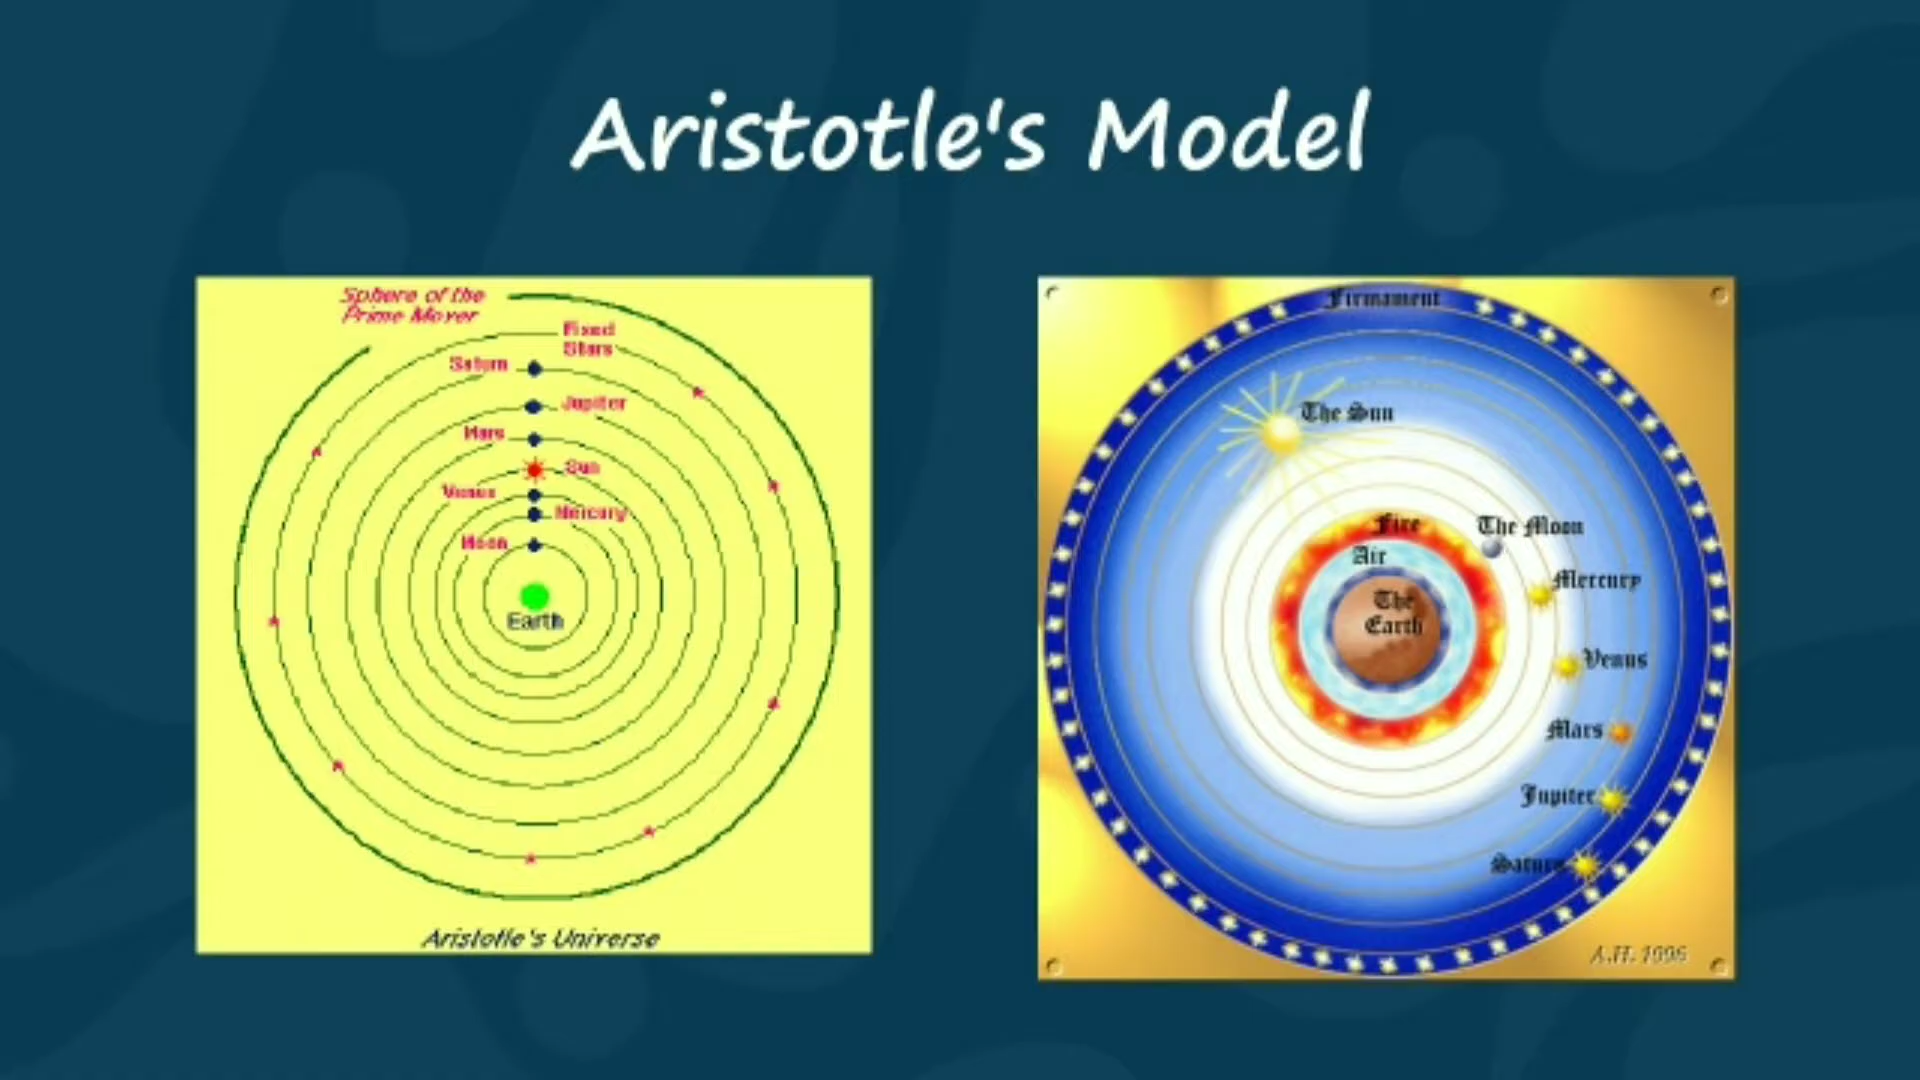 Aristotle's Model
Sphere of the
Prime Mover
Fixed
Stars
Saturn
Jupiter
Mars
Sun
Venus
Mercury
Moon
Earth
Aristotle's Universe
Firmament
The Sun
Fire
The Moon
Air
Mercury
The
Earth
Venus
Mars
Jupiter
Saturn
A.H. 1996